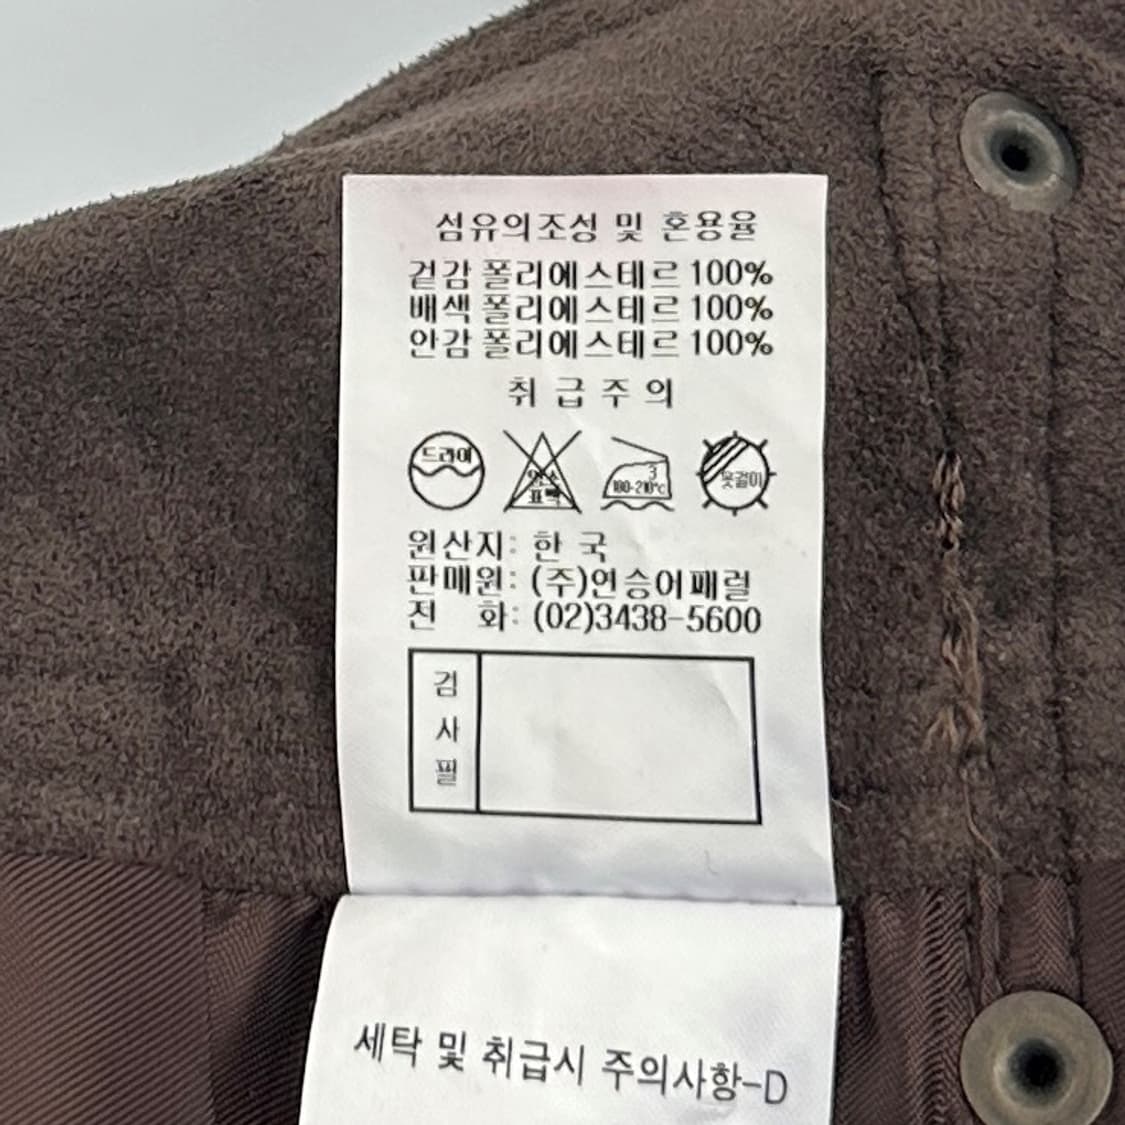 섬유의조성 및 혼용율
겉감 폴리에스테르 100%
배색 폴리에스테르 100%
안감 폴리에스테르 100%
취급주의
드라이
염소
표백
3
180-210℃
옷걸이
원산지: 한국
판매원: (주)연승어패럴
전 화: (02)3438-5600
검
사
필
세탁 및 취급시 주의사항-D